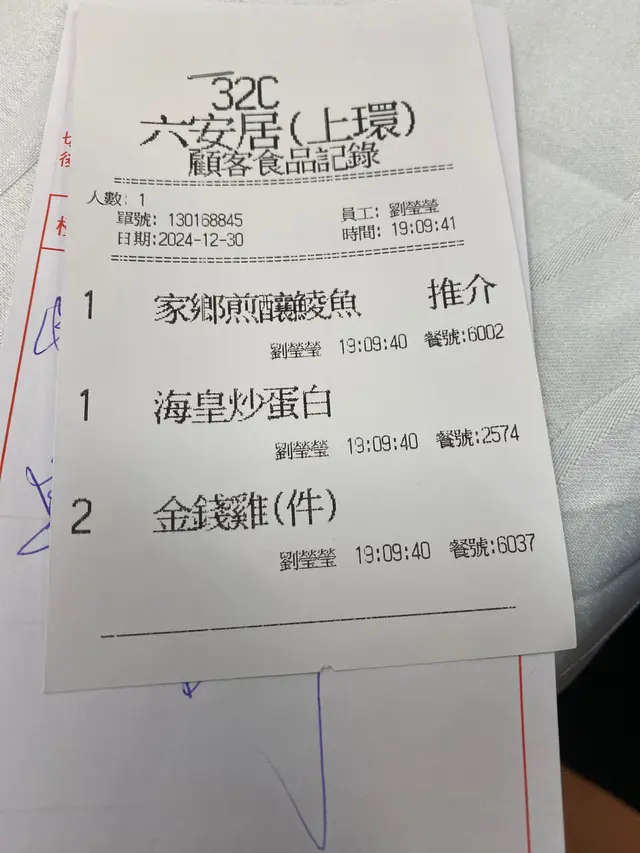 32C
六安居(上環)
顧客食品記錄
人數: 1
單號: 130168845 員工: 劉瑩瑩
日期:2024-12-30 時間: 19:09:41
1 家鄉煎釀鯪魚 推介
劉瑩瑩 19:09:40 餐號:6002
1 海皇炒蛋白
劉瑩瑩 19:09:40 餐號:2574
2 金錢雞(件)
劉瑩瑩 19:09:40 餐號:6037